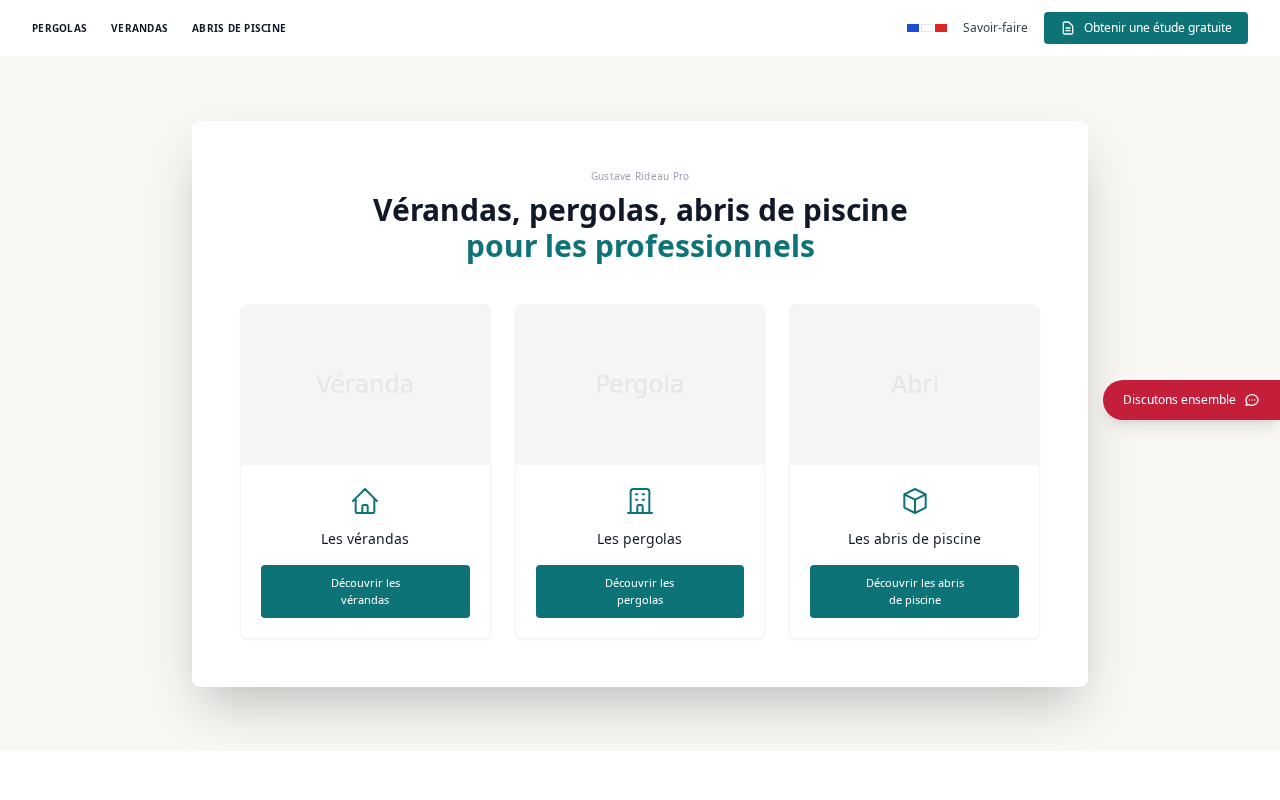 PERGOLAS
VERANDAS
ABRIS DE PISCINE
Savoir-faire
Obtenir une étude gratuite
Gustave Rideau Pro
Vérandas, pergolas, abris de piscine
pour les professionnels
Véranda
Pergola
Abri
Les vérandas
Les pergolas
Les abris de piscine
Découvrir les
vérandas
Découvrir les
pergolas
Découvrir les abris
de piscine
Discutons ensemble